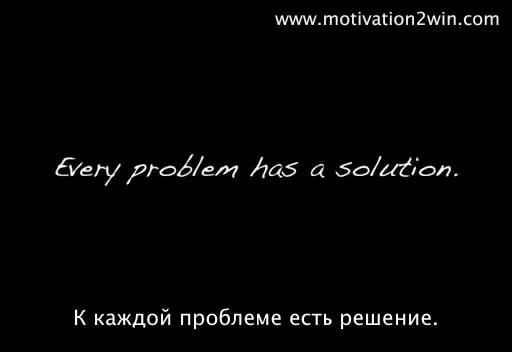 www.motivation2win.com
Every problem has a solution.
К каждой проблеме есть решение.